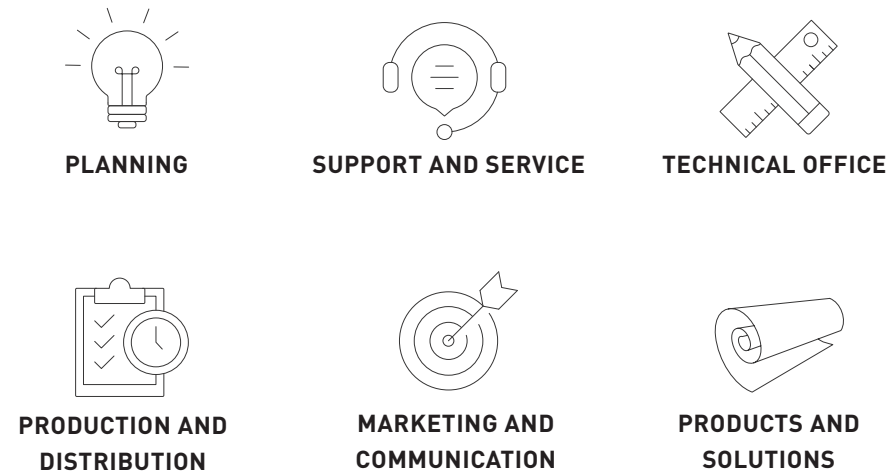 PLANNING
SUPPORT AND SERVICE
TECHNICAL OFFICE
PRODUCTION AND
DISTRIBUTION
MARKETING AND
COMMUNICATION
PRODUCTS AND
SOLUTIONS